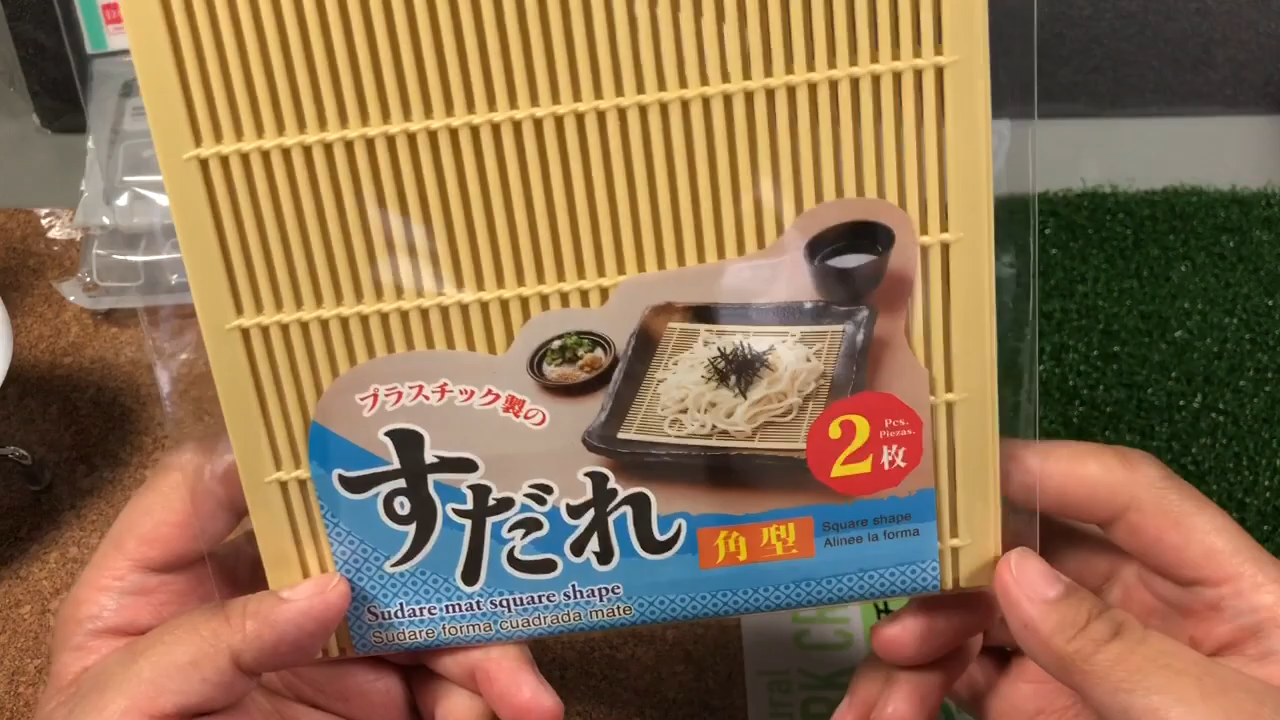 プラスチック製の
すだれ
角型
Square shape
Alinee la forma
2
Pcs.
Piezas.
枚
Sudare mat square shape
Sudare forma cuadrada mate